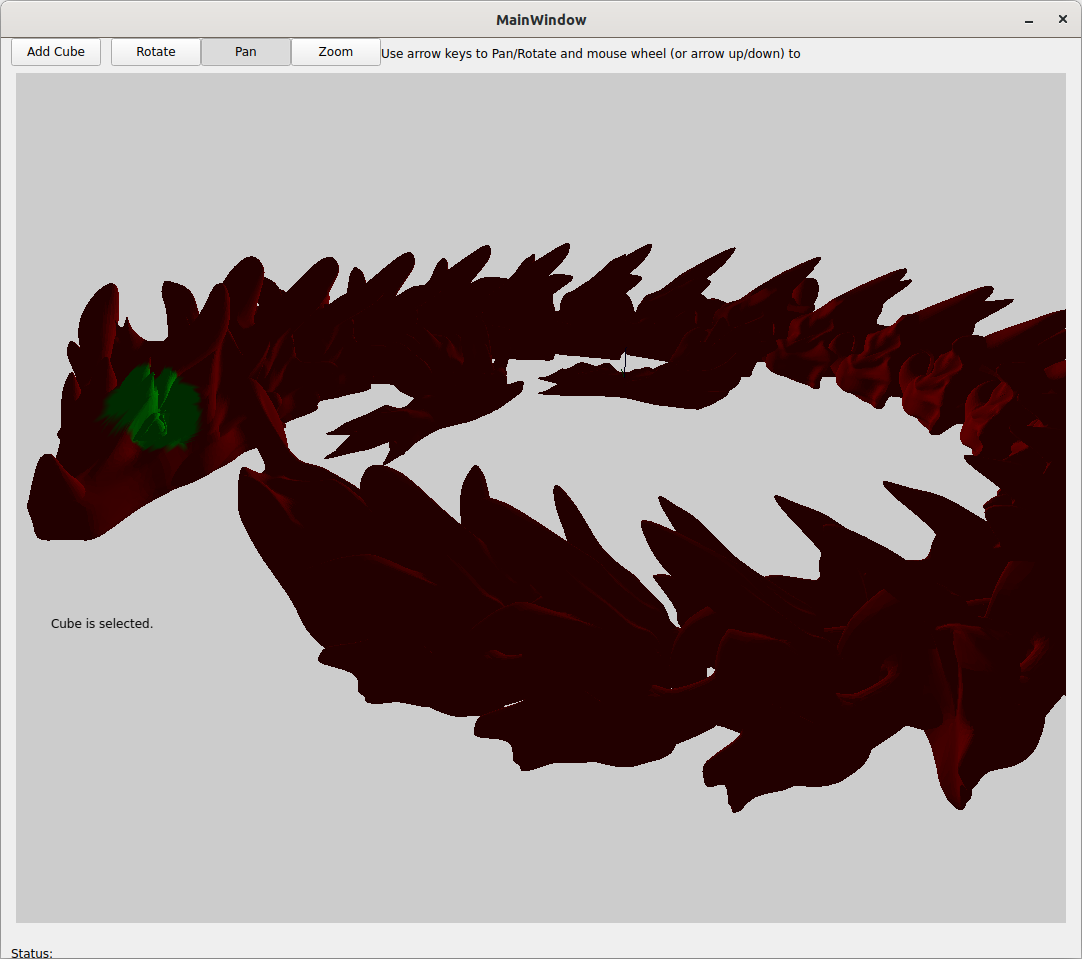 MainWindow
Add Cube Rotate Pan Zoom Use arrow keys to Pan/Rotate and mouse wheel (or arrow up/down) to
Cube is selected.
Status: